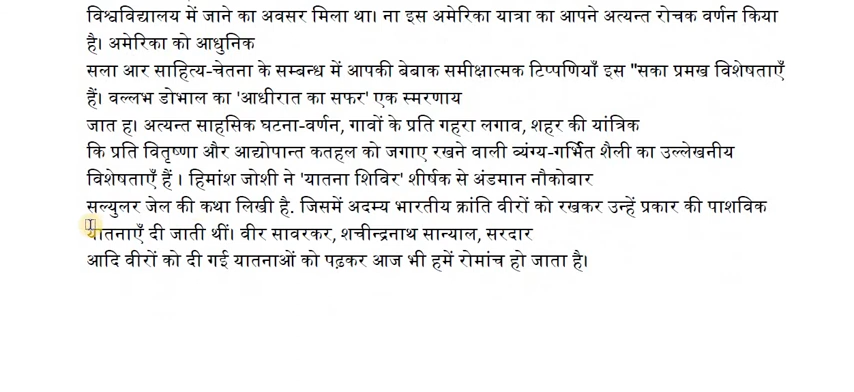 विश्वविद्यालय में जाने का अवसर मिला था। ना इस अमेरिका यात्रा का आपने अत्यन्त रोचक वर्णन किया
है। अमेरिका को आधुनिक
सला आर साहित्य-चेतना के सम्बन्ध में आपकी बेबाक समीक्षात्मक टिप्पणियाँ इस "सका प्रमख विशेषताएँ
हैं। वल्लभ डोभाल का 'आधीरात का सफर' एक स्मरणाय
जात ह। अत्यन्त साहसिक घटना-वर्णन, गावों के प्रति गहरा लगाव, शहर की यांत्रिक
कि प्रति वितृष्णा और आद्योपान्त कतहल को जगाए रखने वाली व्यंग्य-गर्भित शैली का उल्लेखनीय
विशेषताएँ हैं । हिमांश जोशी ने 'यातना शिविर' शीर्षक से अंडमान नौकोबार
सल्युलर जेल की कथा लिखी है. जिसमें अदम्य भारतीय क्रांति वीरों को रखकर उन्हें प्रकार की पाशविक
यातनाएँ दी जाती थीं। वीर सावरकर, शचीन्द्रनाथ सान्याल, सरदार
आदि वीरों को दी गई यातनाओं को पढ़कर आज भी हमें रोमांच हो जाता है।